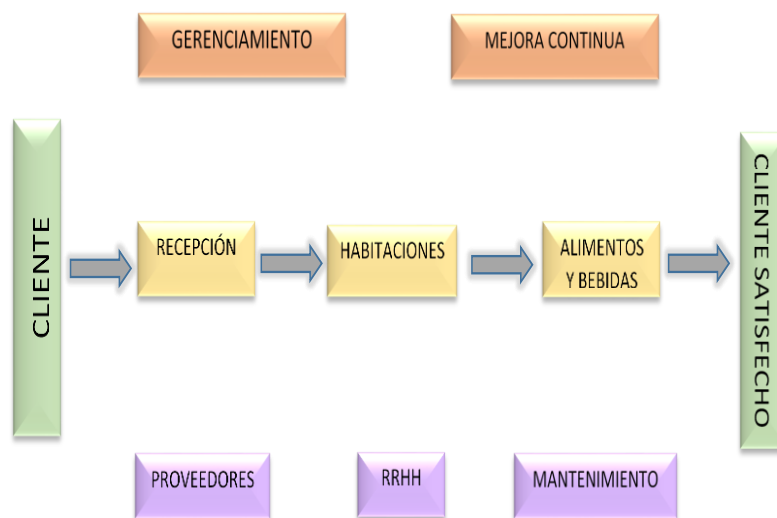 GERENCIAMIENTO
MEJORA CONTINUA
CLIENTE
RECEPCIÓN
HABITACIONES
ALIMENTOS
Y BEBIDAS
CLIENTE SATISFECHO
PROVEEDORES
RRHH
MANTENIMIENTO